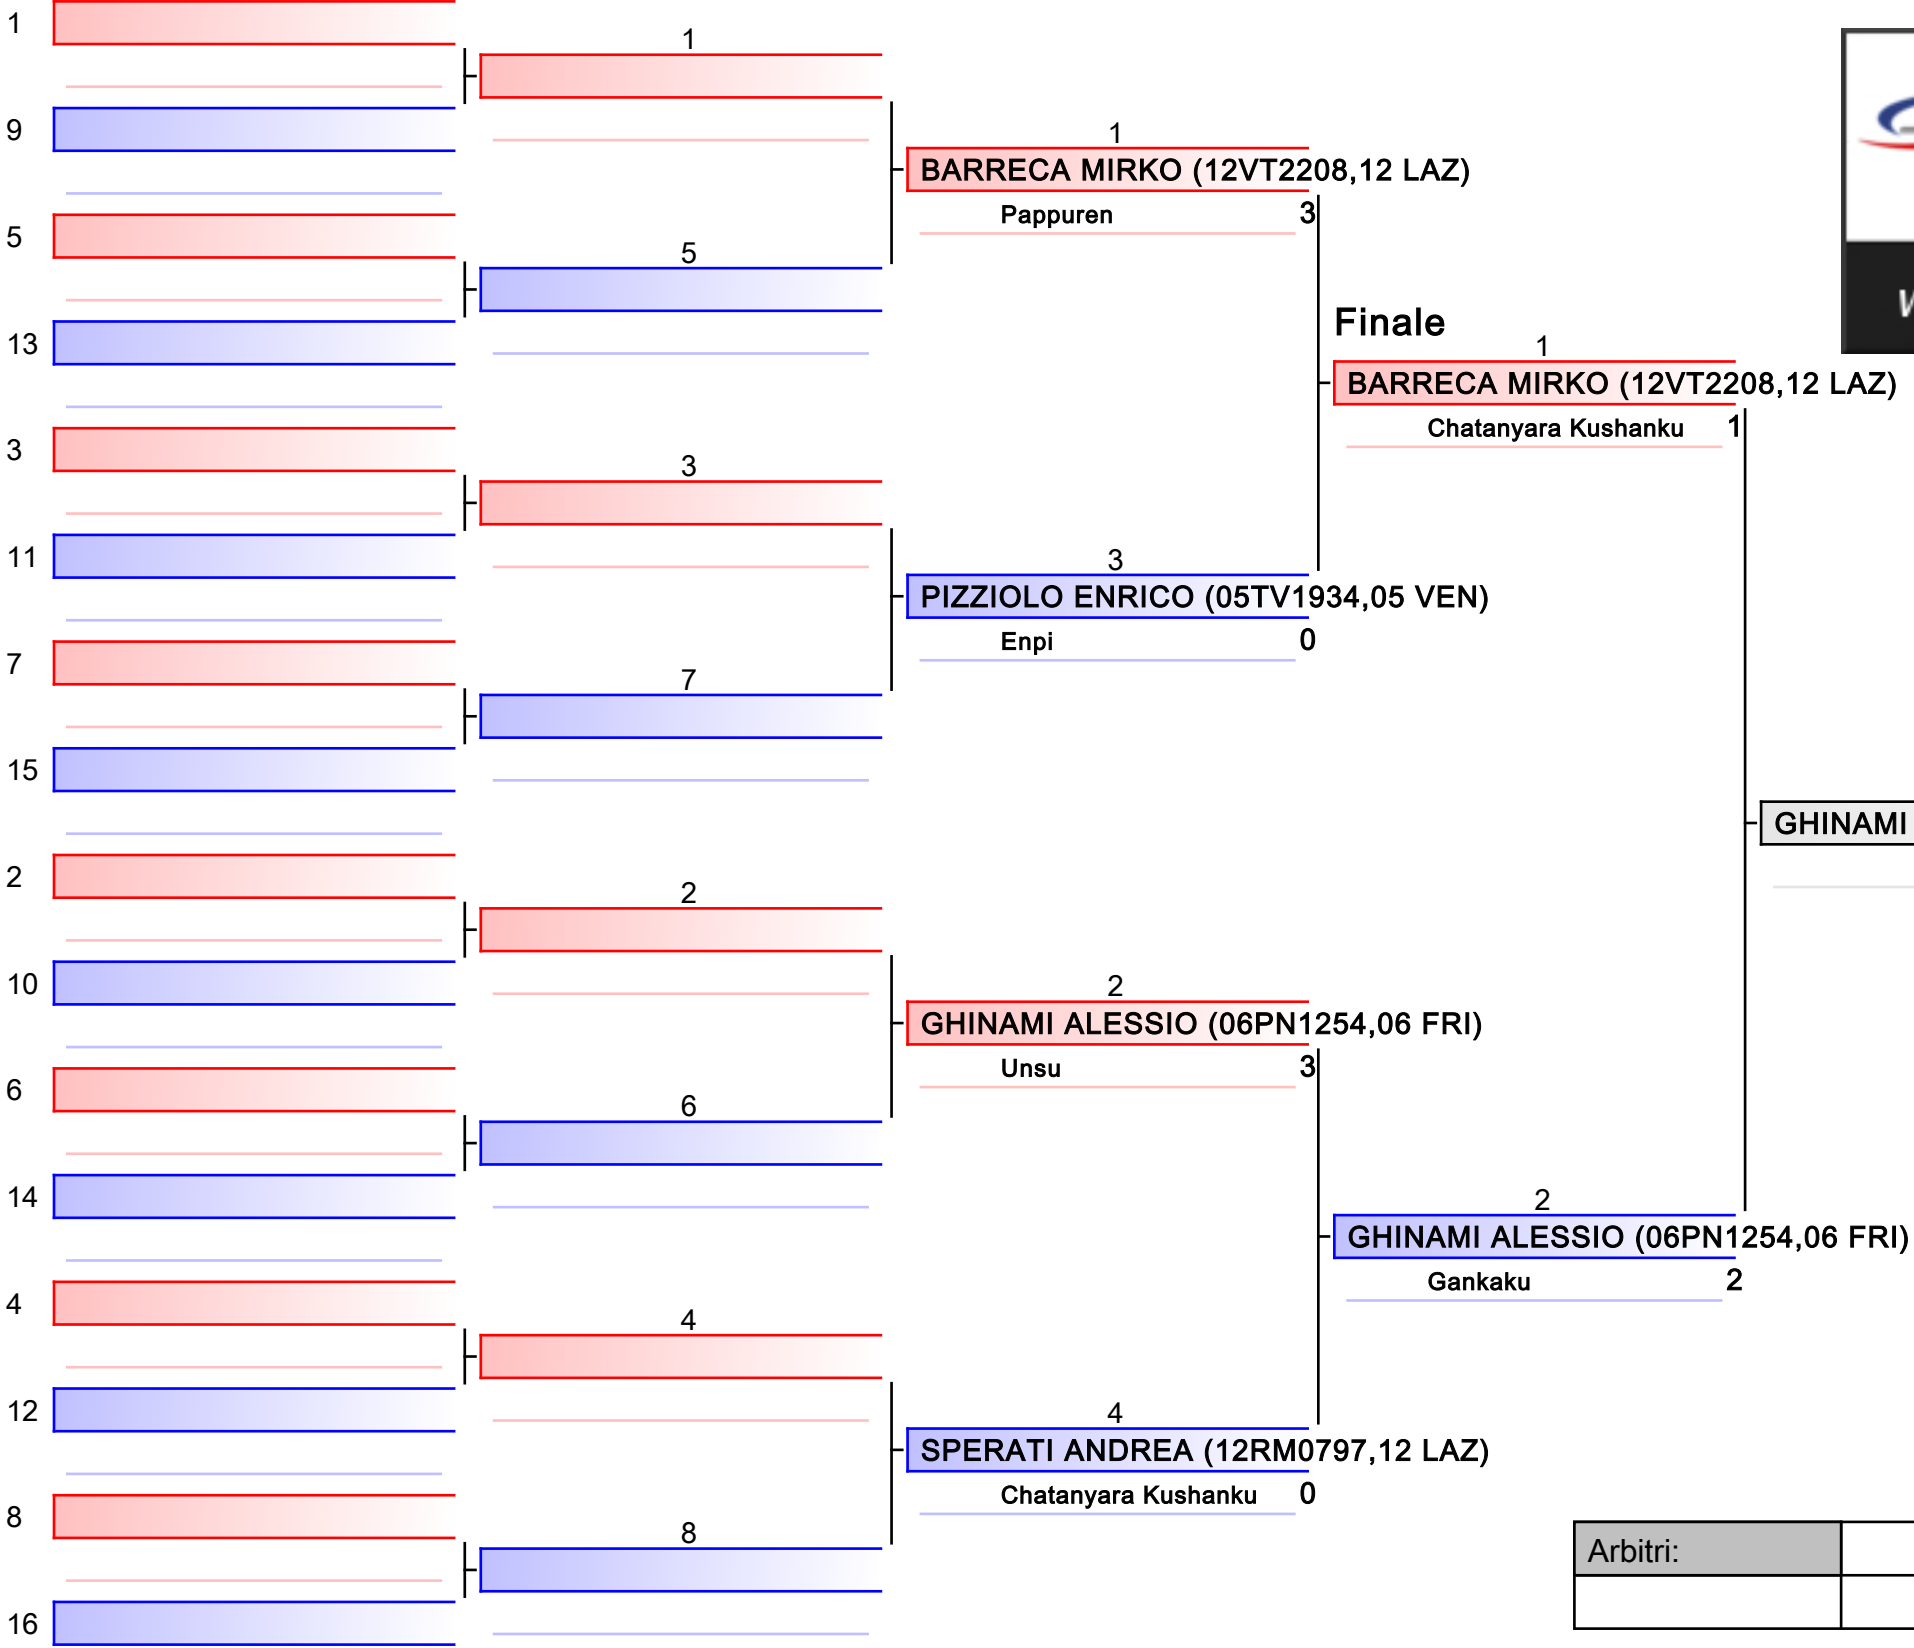 1
9
5
13
3
11
7
15
2
10
6
14
4
12
8
16
1
5
3
7
2
6
4
8
1
BARRECA MIRKO (12VT2208,12 LAZ)
Pappuren 3
3
PIZZIOLO ENRICO (05TV1934,05 VEN)
Enpi 0
2
GHINAMI ALESSIO (06PN1254,06 FRI)
Unsu 3
4
SPERATI ANDREA (12RM0797,12 LAZ)
Chatanyara Kushanku 0
Finale
1
BARRECA MIRKO (12VT2208,12 LAZ)
Chatanyara Kushanku 1
2
GHINAMI ALESSIO (06PN1254,06 FRI)
Gankaku 2
GHINAMI
Arbitri: